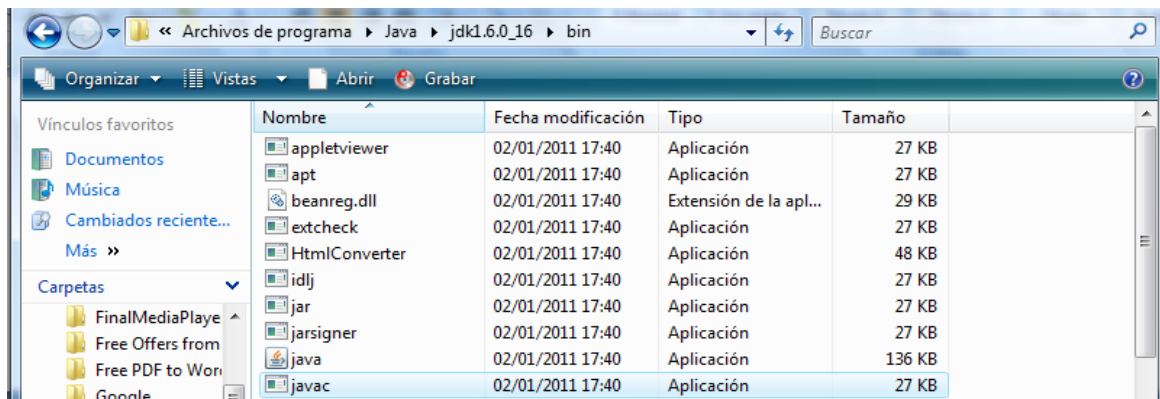 « Archivos de programa ▸ Java ▸ jdk1.6.0_16 ▸ bin Buscar
Organizar Vistas Abrir Grabar
Vínculos favoritos
Documentos
Música
Cambiados reciente...
Más »
Carpetas
FinalMediaPlaye
Free Offers from
Free PDF to Word
Google
Nombre Fecha modificación Tipo Tamaño
appletviewer 02/01/2011 17:40 Aplicación 27 KB
apt 02/01/2011 17:40 Aplicación 27 KB
beanreg.dll 02/01/2011 17:40 Extensión de la apl... 29 KB
extcheck 02/01/2011 17:40 Aplicación 27 KB
HtmlConverter 02/01/2011 17:40 Aplicación 48 KB
idlj 02/01/2011 17:40 Aplicación 27 KB
jar 02/01/2011 17:40 Aplicación 27 KB
jarsigner 02/01/2011 17:40 Aplicación 27 KB
java 02/01/2011 17:40 Aplicación 136 KB
javac 02/01/2011 17:40 Aplicación 27 KB